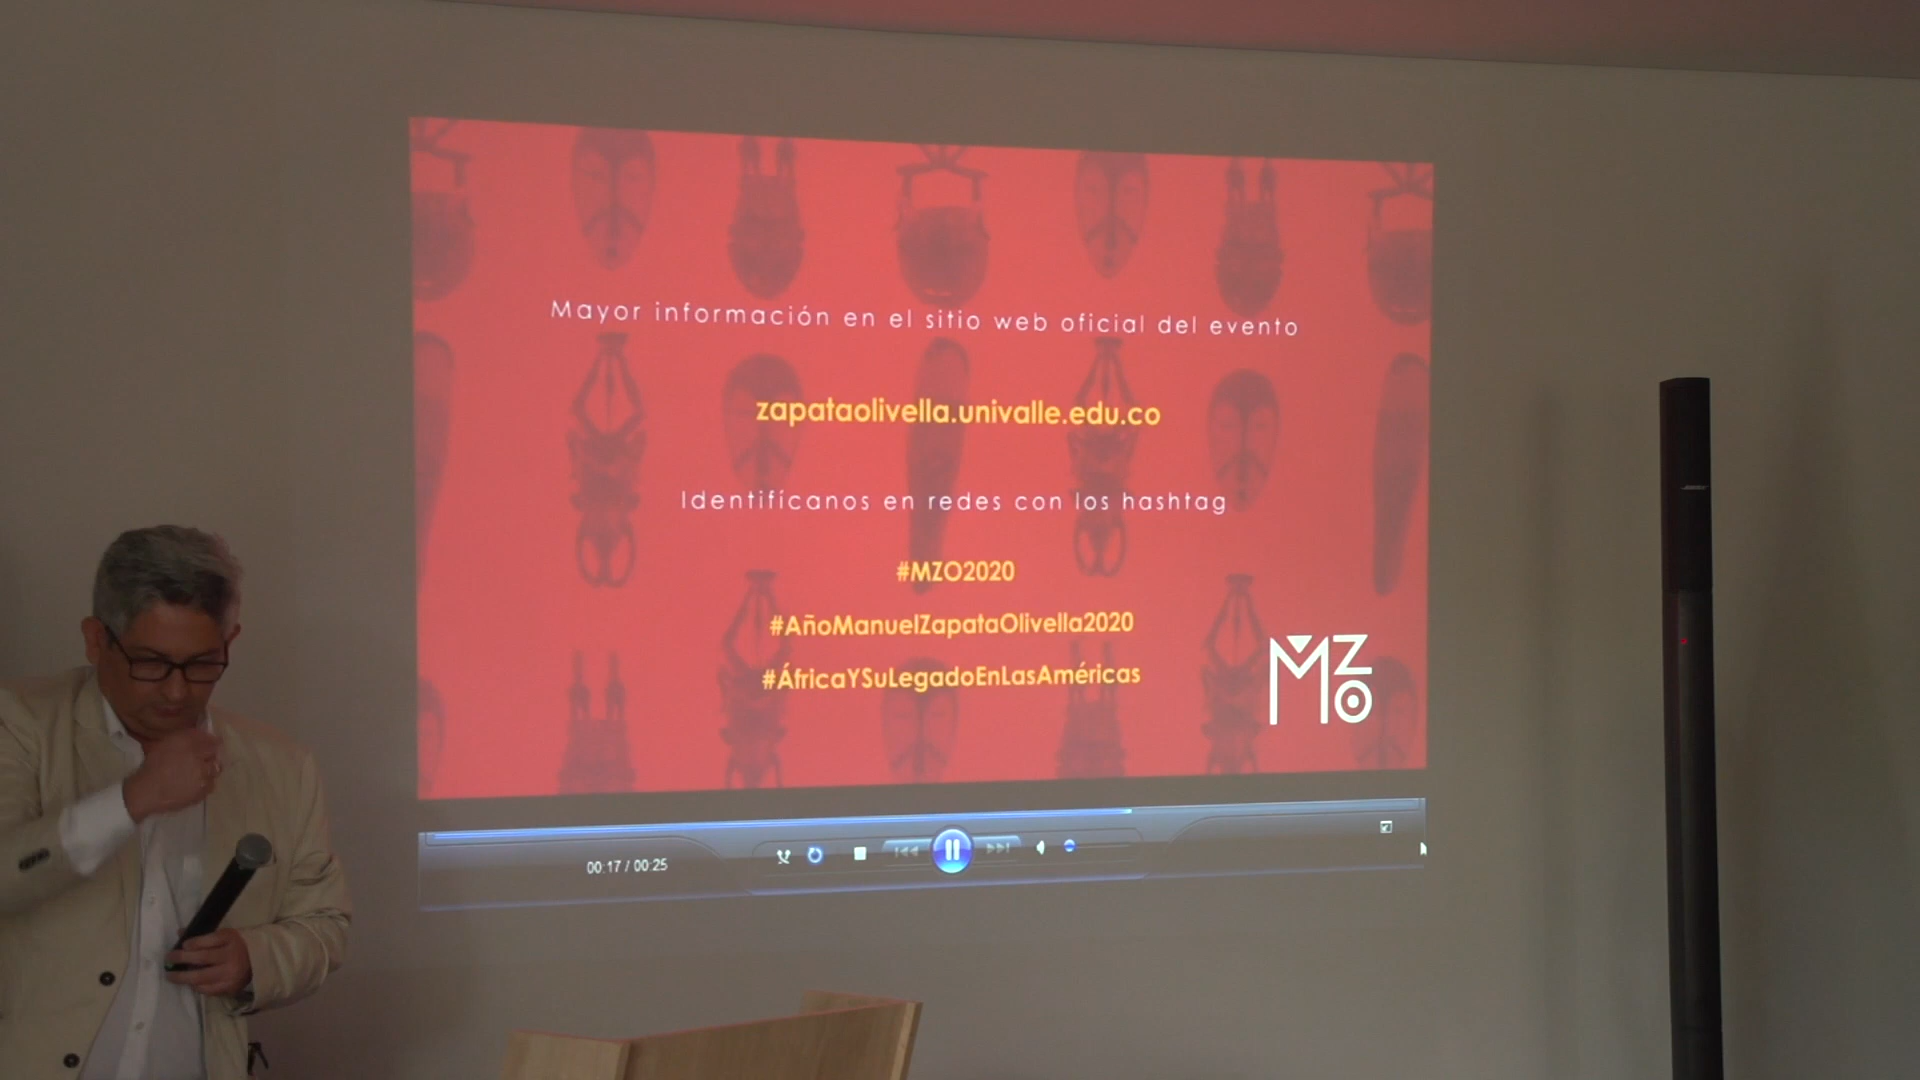 Mayor información en el sitio web oficial del evento
zapataolivella.univalle.edu.co
Identifícanos en redes con los hashtag
#MZO2020
#AñoManuelZapataOlivella2020
#ÁfricaYSuLegadoEnLasAméricas
MZO
00:17 / 00:25